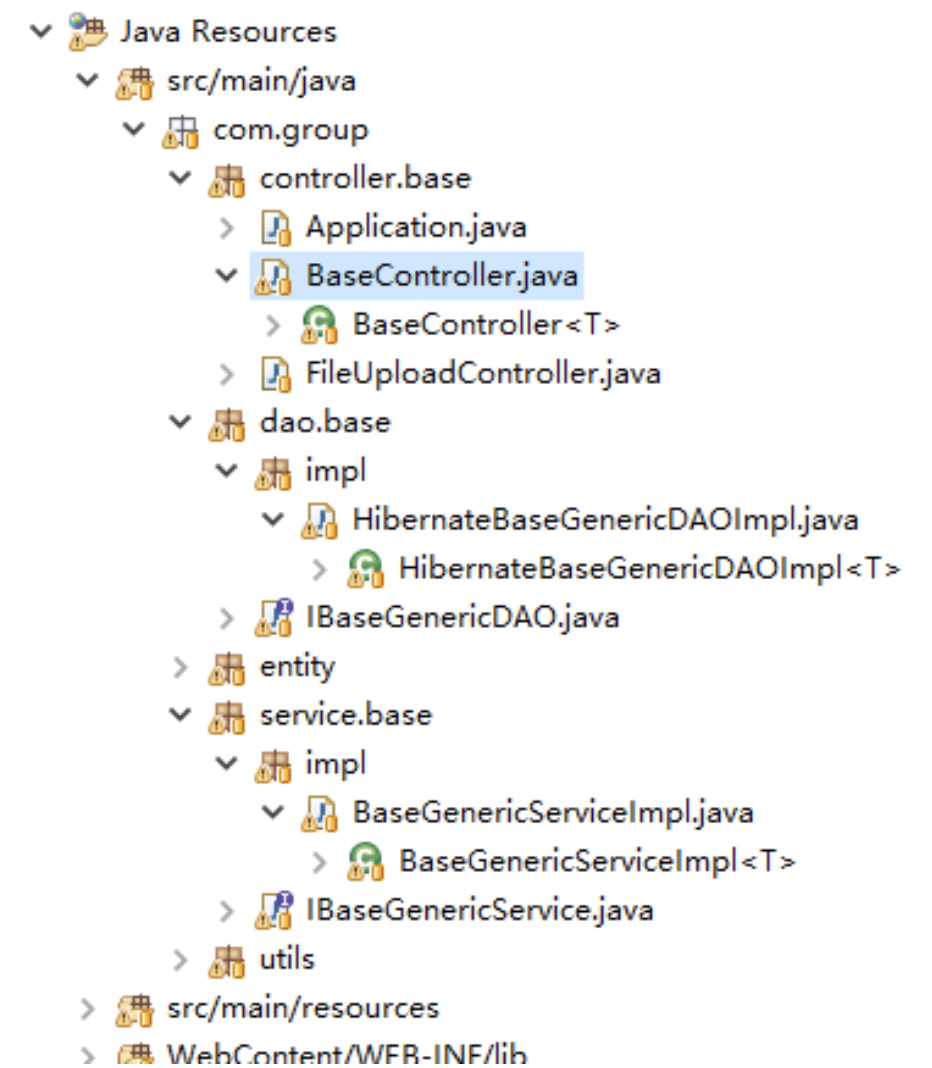 Java Resources
src/main/java
com.group
controller.base
Application.java
BaseController.java
BaseController<T>
FileUploadController.java
dao.base
impl
HibernateBaseGenericDAOImpl.java
HibernateBaseGenericDAOImpl<T>
IBaseGenericDAO.java
entity
service.base
impl
BaseGenericServiceImpl.java
BaseGenericServiceImpl<T>
IBaseGenericService.java
utils
src/main/resources
WebContent/WEB-INF/lib